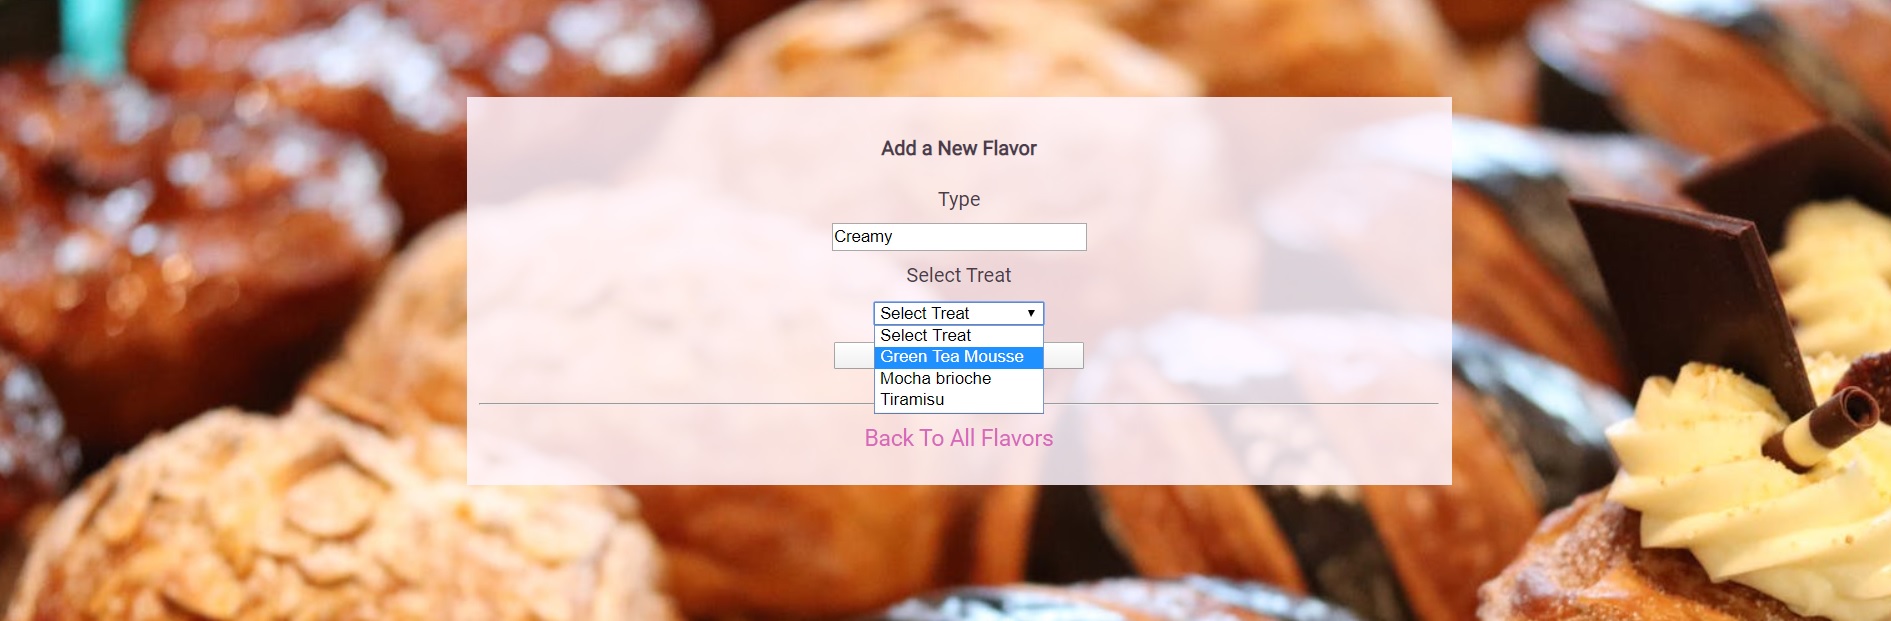 Add a New Flavor
Type
Creamy
Select Treat
Select Treat
Select Treat
Green Tea Mousse
Mocha brioche
Tiramisu
Back To All Flavors